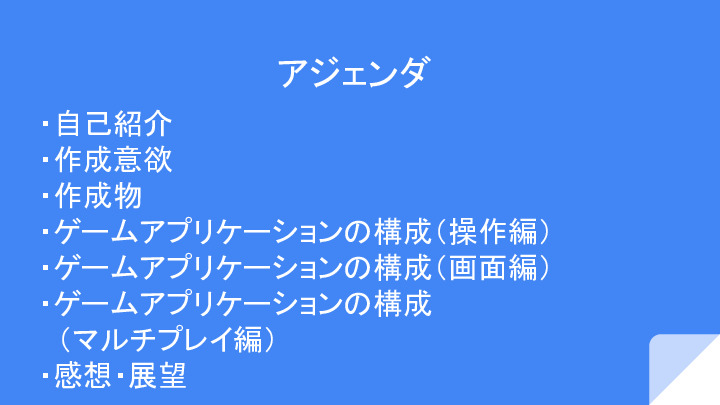 アジェンダ
・自己紹介
・作成意欲
・作成物
・ゲームアプリケーションの構成（操作編）
・ゲームアプリケーションの構成（画面編）
・ゲームアプリケーションの構成
（マルチプレイ編）
・感想・展望